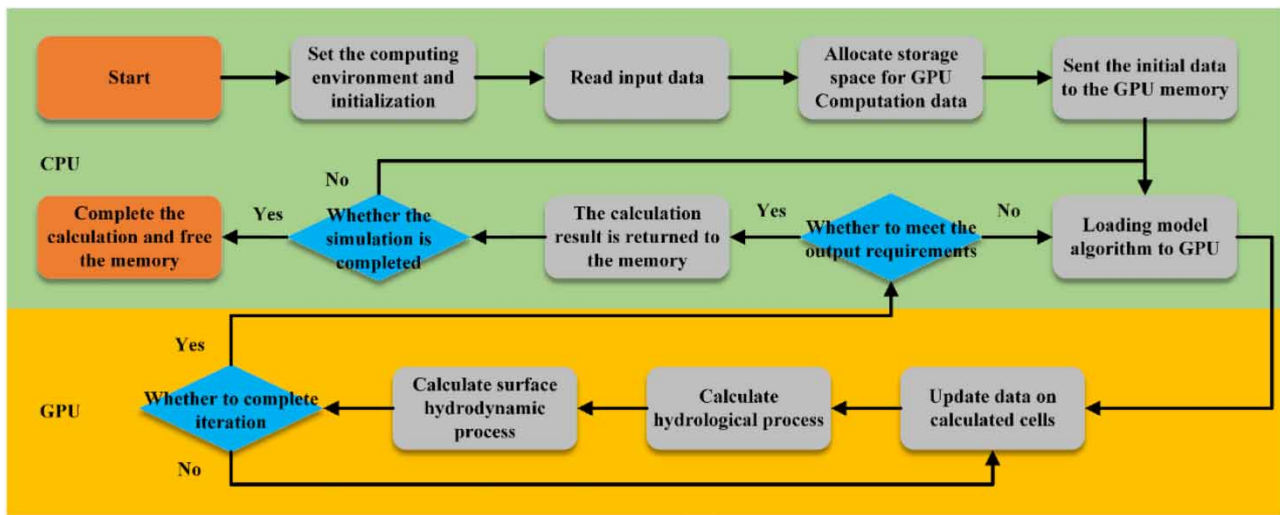 Start
Set the computing
environment and
initialization
Read input data
Allocate storage
space for GPU
Computation data
Sent the initial data
to the GPU memory
CPU
No
Complete the
calculation and free
the memory
Yes
Whether the
simulation is
completed
The calculation
result is returned to
the memory
Yes
Whether to meet the
output requirements
No
Loading model
algorithm to GPU
GPU
Yes
Whether to complete
iteration
No
Calculate surface
hydrodynamic
process
Calculate
hydrological process
Update data on
calculated cells